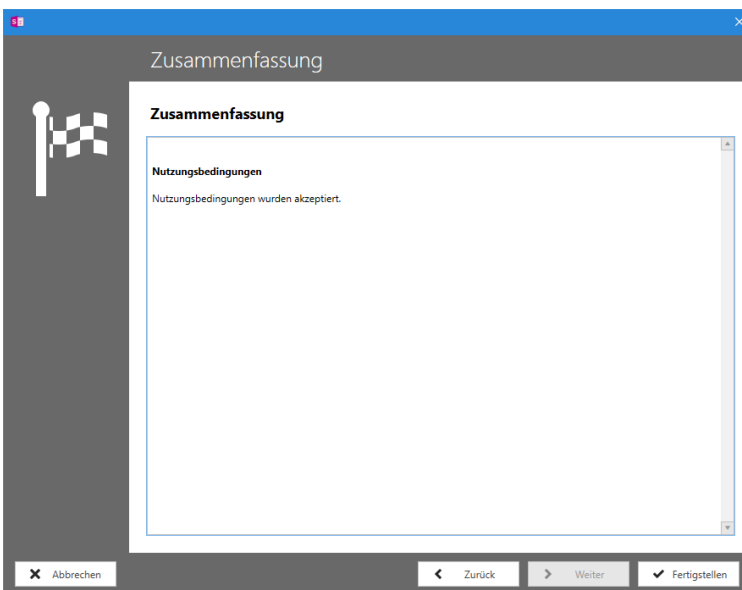 Zusammenfassung
Zusammenfassung
Nutzungsbedingungen
Nutzungsbedingungen wurden akzeptiert.
Abbrechen
Zurück
Weiter
Fertigstellen